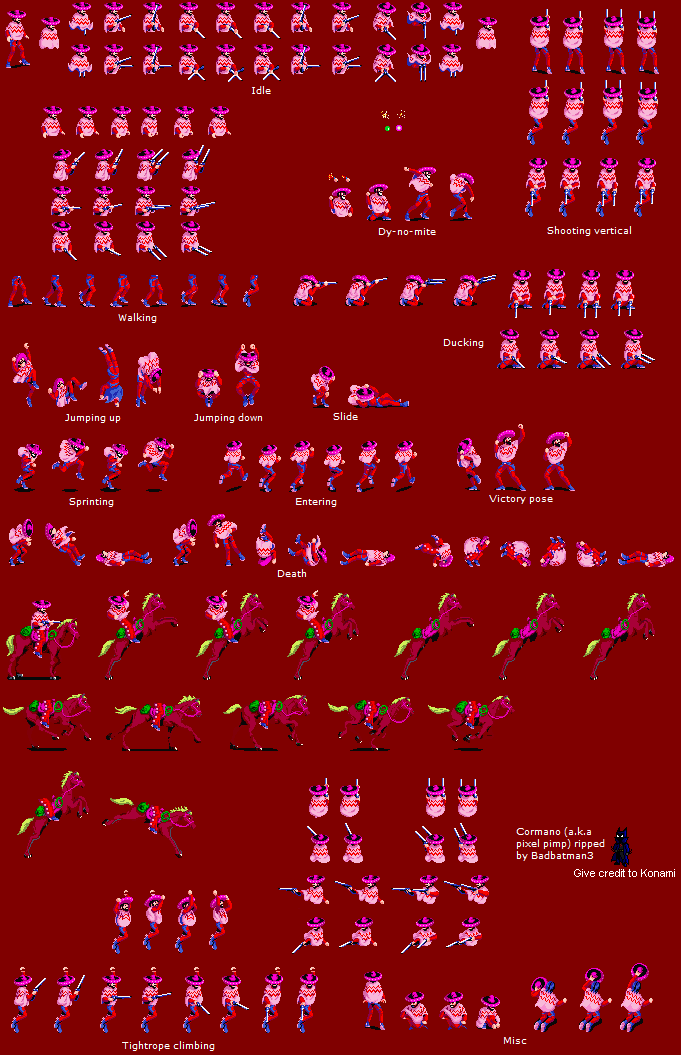 Idle
Dy-no-mite
Shooting vertical
Walking
Ducking
Jumping up
Jumping down
Slide
Sprinting
Entering
Victory pose
Death
Cormano (a.k.a
pixel pimp) ripped
by Badbatman3
Give credit to Konami
Tightrope climbing
Misc